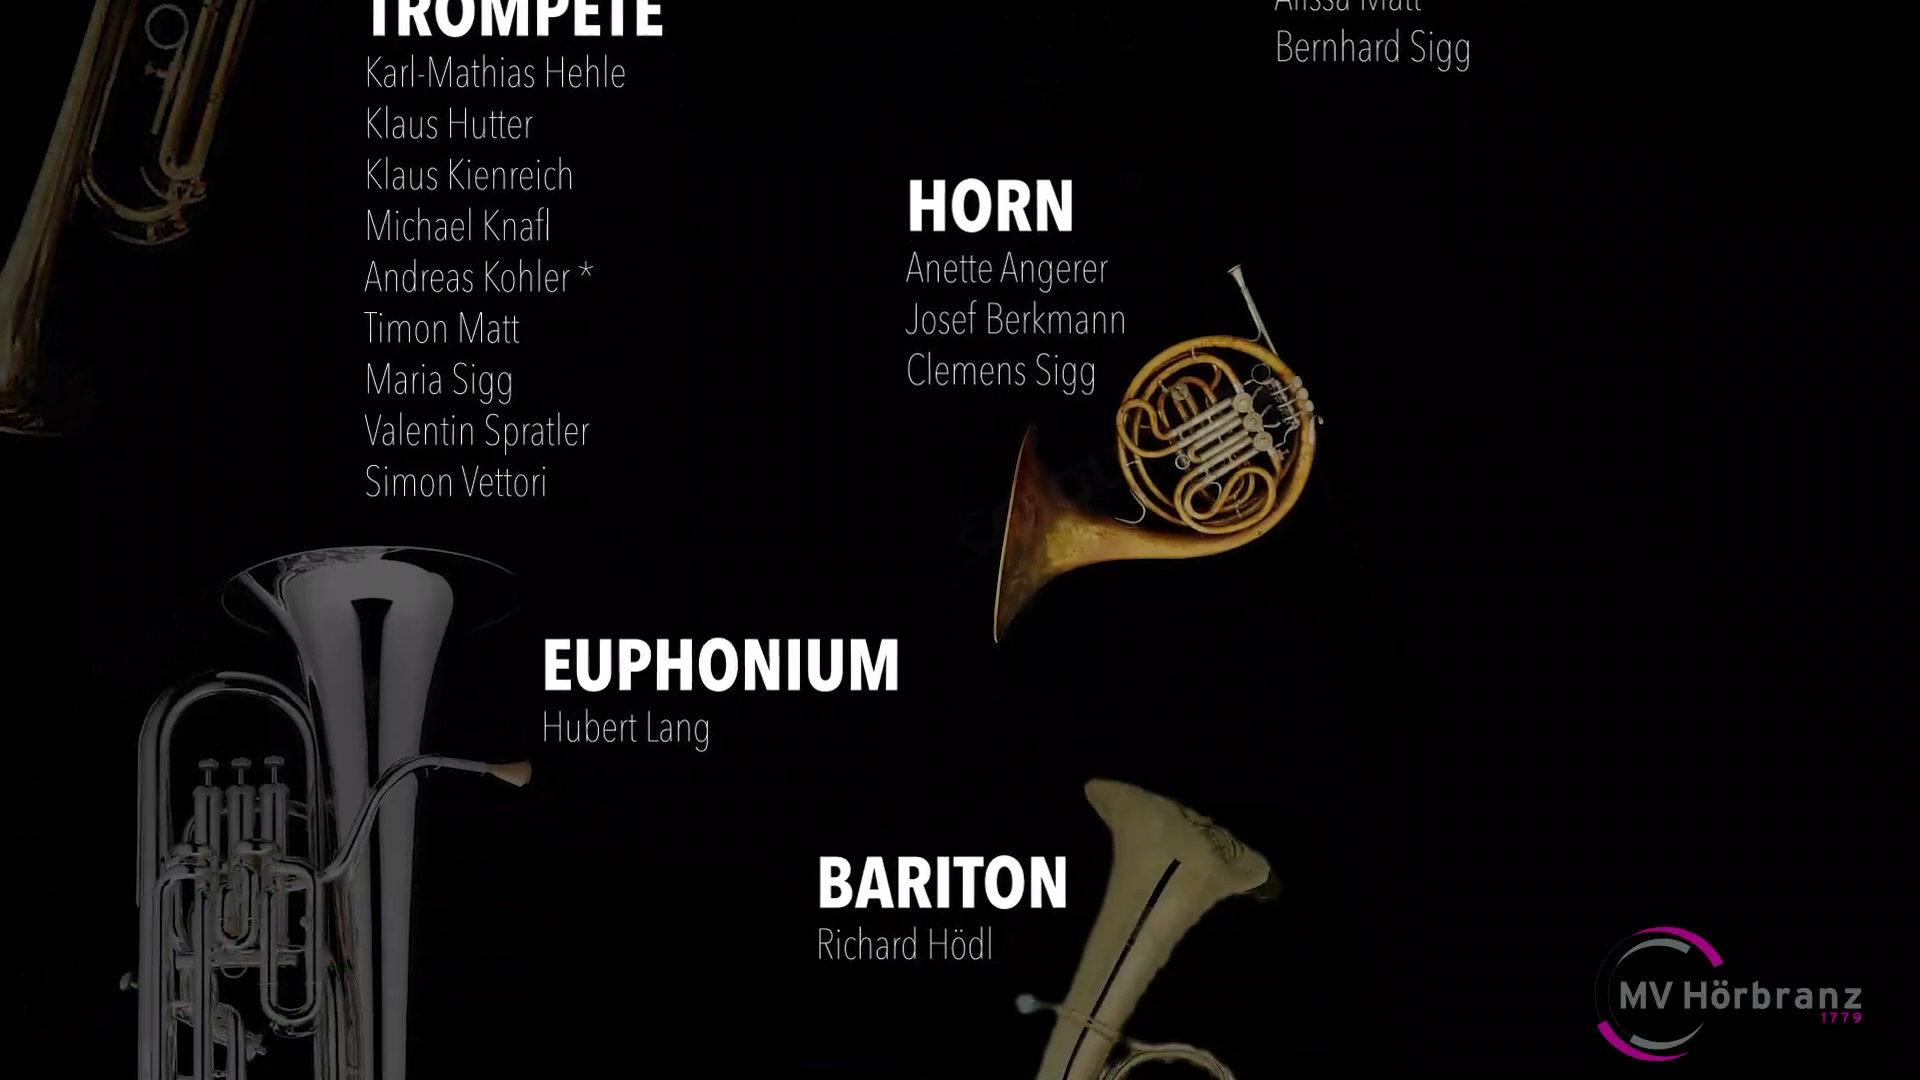 TROMPETE
Karl-Mathias Hehle
Klaus Hutter
Klaus Kienreich
Michael Knafl
Andreas Kohler *
Timon Matt
Maria Sigg
Valentin Spratler
Simon Vettori
Alissa Matt
Bernhard Sigg
HORN
Anette Angerer
Josef Berkmann
Clemens Sigg
EUPHONIUM
Hubert Lang
BARITON
Richard Hödl
MV Hörbranz
1779